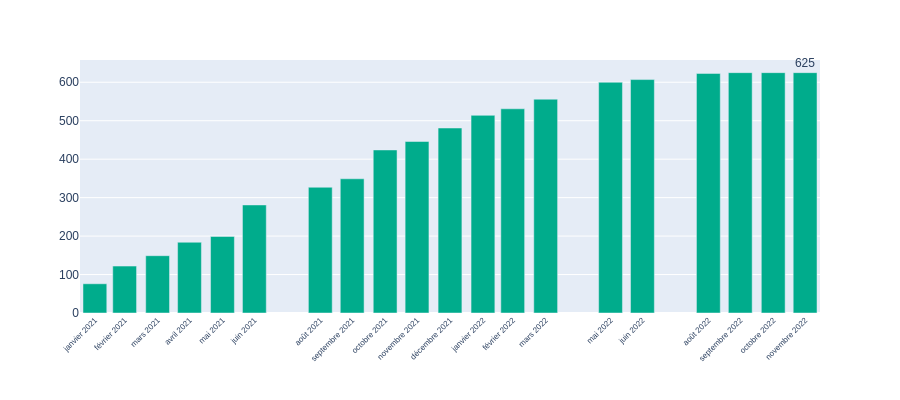 625
600
500
400
300
200
100
0
janvier 2021
février 2021
mars 2021
avril 2021
mai 2021
juin 2021
août 2021
septembre 2021
octobre 2021
novembre 2021
décembre 2021
janvier 2022
février 2022
mars 2022
mai 2022
juin 2022
août 2022
septembre 2022
octobre 2022
novembre 2022